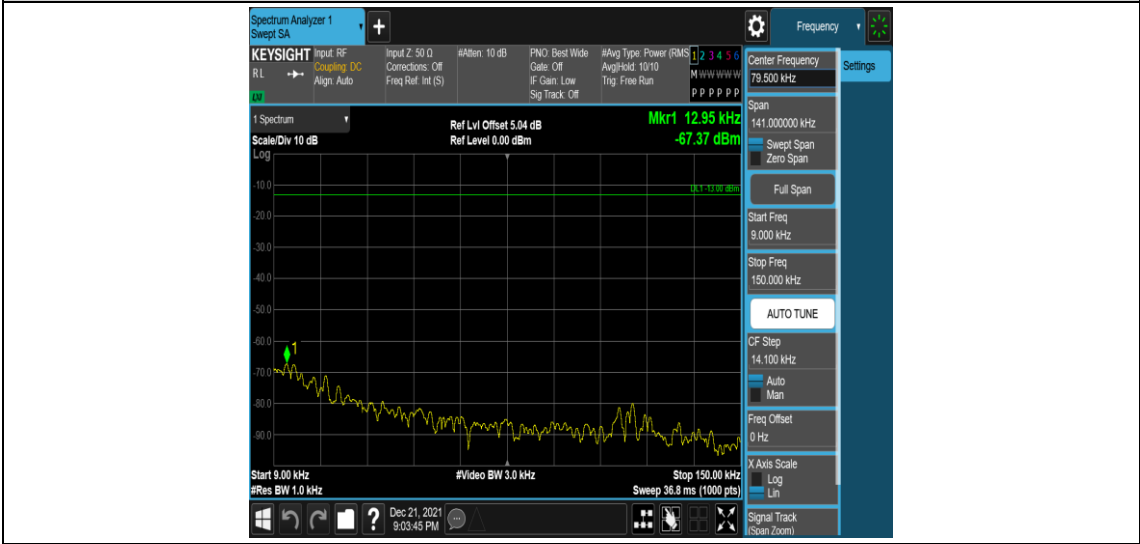 Spectrum Analyzer 1
Swept SA
+
Frequency
KEYSIGHT
RL
Input: RF
Coupling: DC
Align: Auto
Input Z: 50 Ω
Corrections: Off
Freq Ref: Int (S)
#Atten: 10 dB
PNO: Best Wide
Gate: Off
IF Gain: Low
Sig Track: Off
#Avg Type: Power (RMS
Avg|Hold: 10/10
Trig: Free Run
1 2 3 4 5 6
M W W W W W
P P P P P P
1 Spectrum
Scale/Div 10 dB
Log
Ref Lvl Offset 5.04 dB
Ref Level 0.00 dBm
Mkr1 12.95 kHz
-67.37 dBm
DL1 -13.00 dBm
-10.0
-20.0
-30.0
-40.0
-50.0
-60.0
-70.0
-80.0
-90.0
1
Start 9.00 kHz
#Res BW 1.0 kHz
#Video BW 3.0 kHz
Stop 150.00 kHz
Sweep 36.8 ms (1000 pts)
Dec 21, 2021
9:03:45 PM
?
Center Frequency
79.500 kHz
Settings
Span
141.000000 kHz
Swept Span
Zero Span
Full Span
Start Freq
9.000 kHz
Stop Freq
150.000 kHz
AUTO TUNE
CF Step
14.100 kHz
Auto
Man
Freq Offset
0 Hz
X Axis Scale
Log
Lin
Signal Track
(Span Zoom)